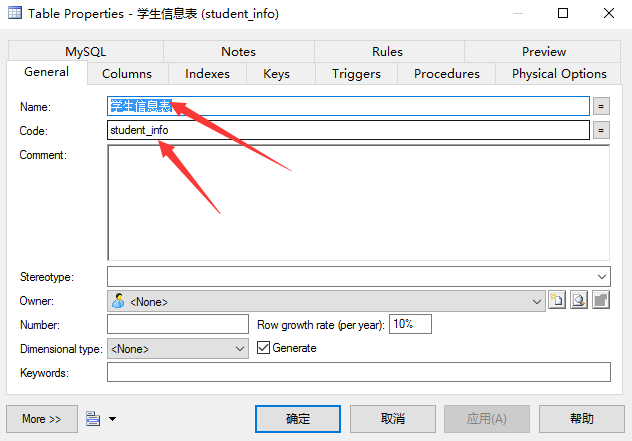 Table Properties - 学生信息表 (student_info)
MySQL Notes Rules Preview
General Columns Indexes Keys Triggers Procedures Physical Options
Name: 学生信息表 =
Code: student_info =
Comment:
Stereotype:
Owner: <None>
Number: Row growth rate (per year): 10%
Dimensional type: <None> Generate
Keywords:
More >> 确定 取消 应用(A) 帮助